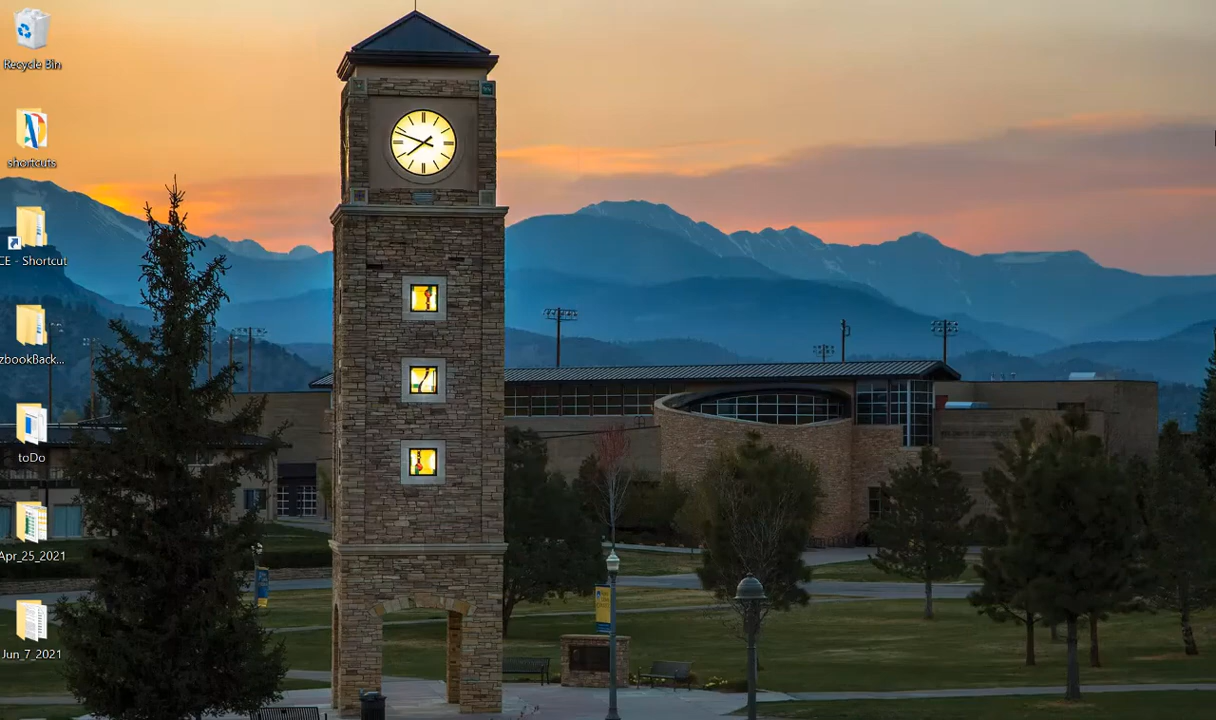 Recycle Bin
shortcuts
CE - Shortcut
zbookBack...
toDo
Apr_25_2021
Jun_7_2021